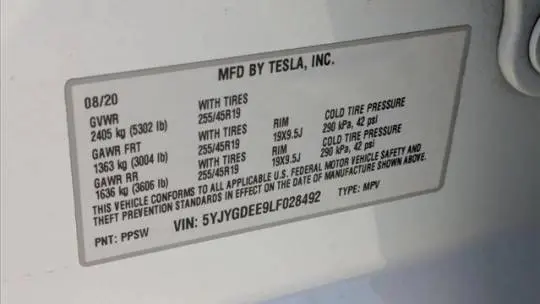 MFD BY TESLA, INC.
08/20
GVWR WITH TIRES
2405 kg (5302 lb) 255/45R19 RIM COLD TIRE PRESSURE
GAWR FRT WITH TIRES 19X9.5J 290 kPa, 42 psi
1363 kg (3004 lb) 255/45R19 RIM COLD TIRE PRESSURE
GAWR RR WITH TIRES 19X9.5J 290 kPa, 42 psi
1636 kg (3606 lb) 255/45R19
THIS VEHICLE CONFORMS TO ALL APPLICABLE U.S. FEDERAL MOTOR VEHICLE SAFETY AND
THEFT PREVENTION STANDARDS IN EFFECT ON THE DATE OF MANUFACTURE SHOWN ABOVE.
PNT: PPSW VIN: 5YJYGDEE9LF028492 TYPE: MPV